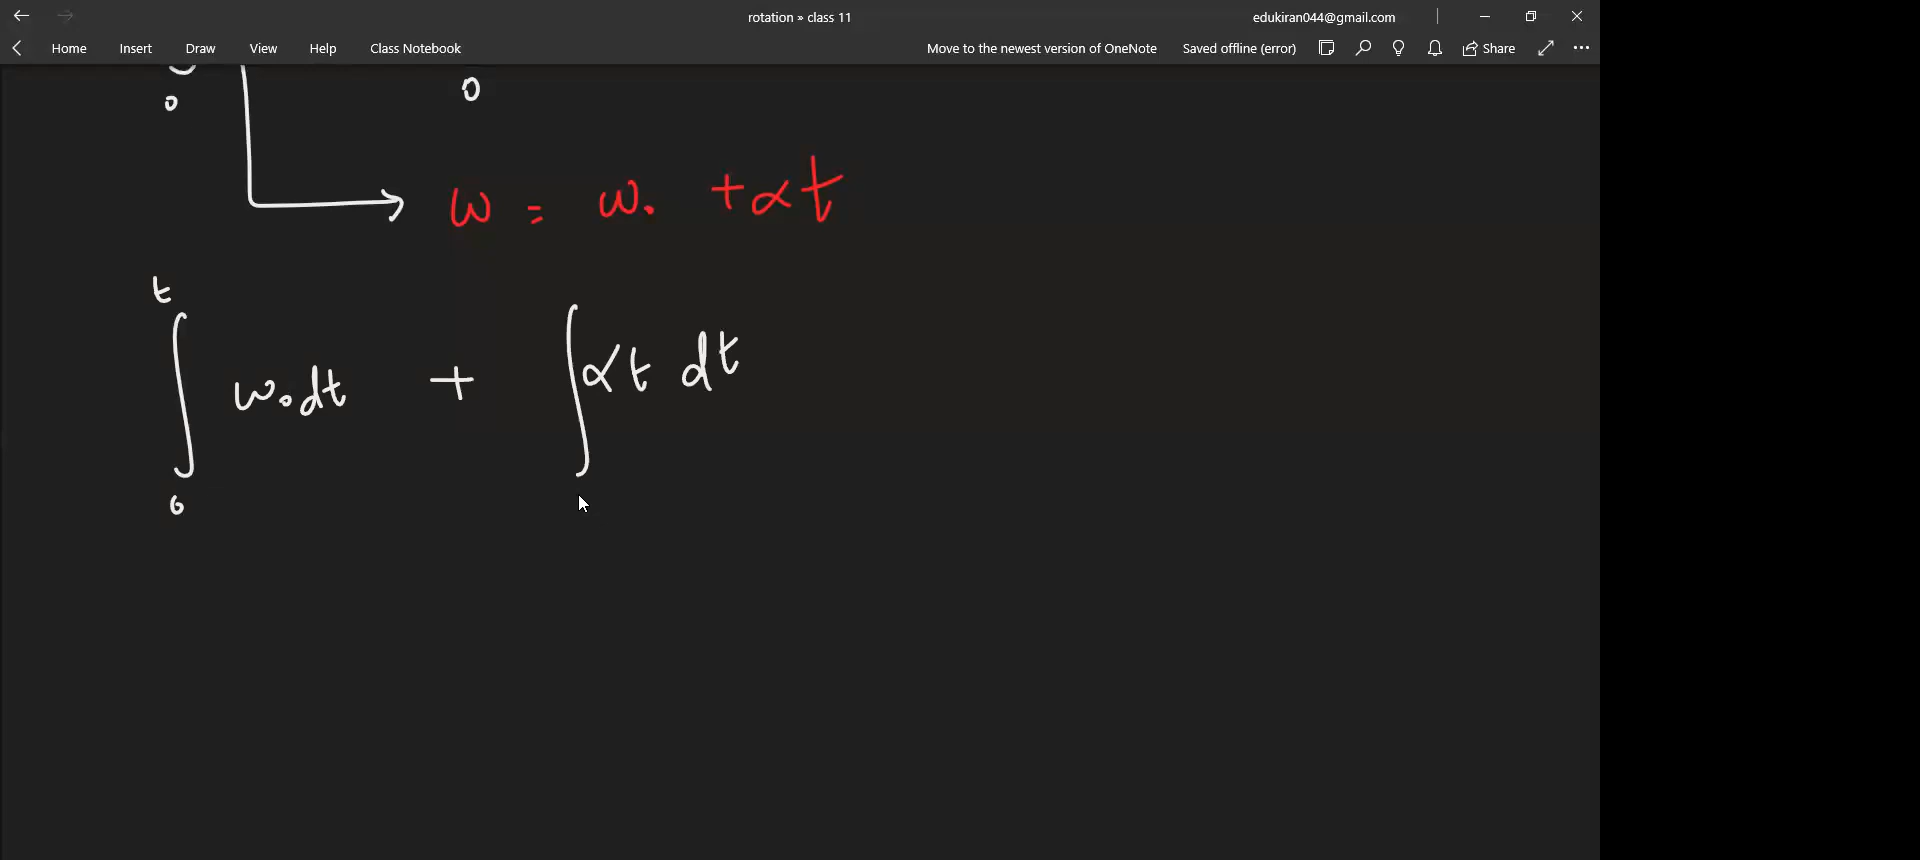 rotation » class 11
edukiran044@gmail.com
Home Insert Draw View Help Class Notebook
Move to the newest version of OneNote Saved offline (error) Share
0 0
ω = ω₀ + αt
t
∫ ω₀dt + ∫ αt dt
0